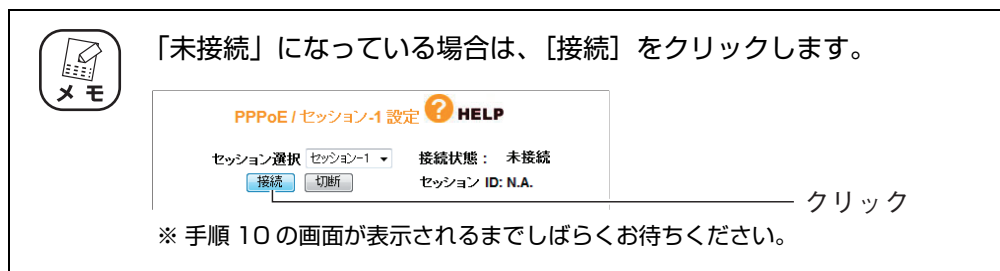 「未接続」になっている場合は、［接続］をクリックします。
メモ
PPPoE / セッション-1 設定 ? HELP
セッション選択 セッション-1 接続状態： 未接続
接続 切断 セッション ID: N.A.
クリック
※ 手順 10 の画面が表示されるまでしばらくお待ちください。